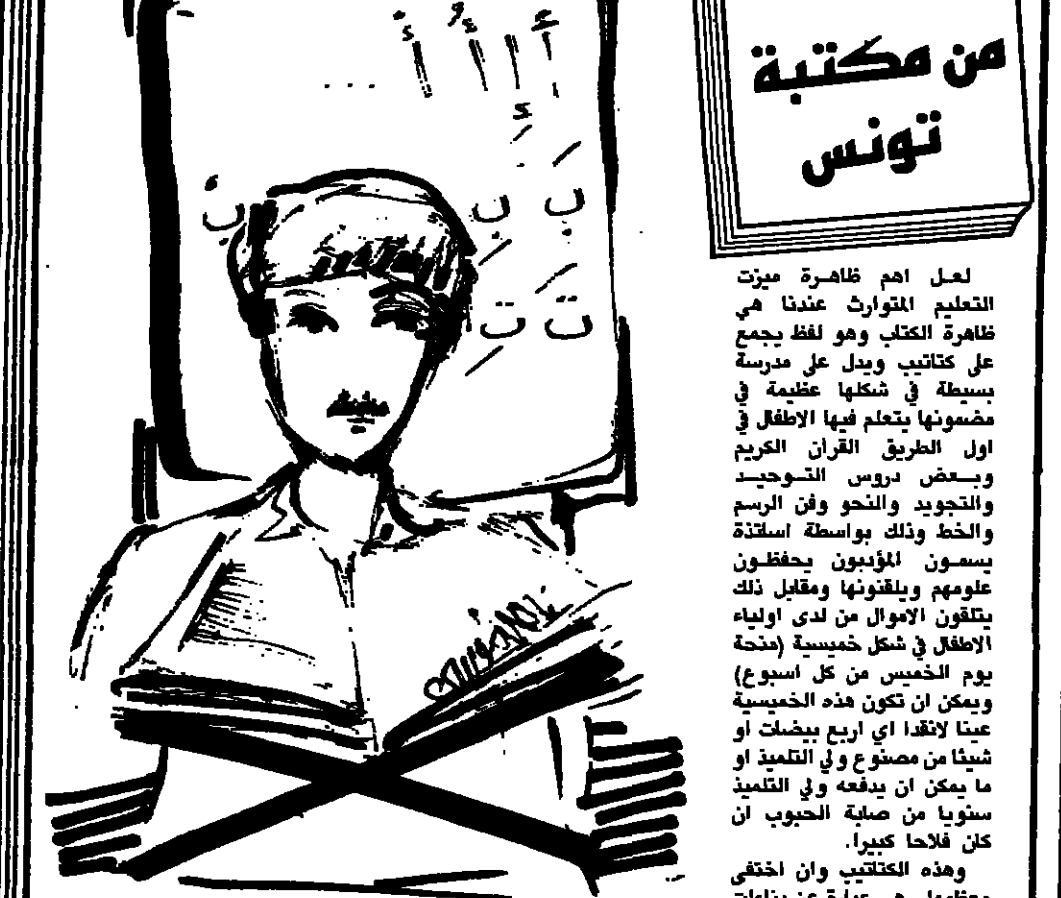 من مكتبة
تونس
أَ أُ إِ أْ ...
إِ
بَ بِ بْ
تَ تِ
لعل اهم ظاهرة ميزت
التعليم المتوارث عندنا هي
ظاهرة الكتاب وهو لفظ يجمع
على كتاتيب ويدل على مدرسة
بسيطة في شكلها عظيمة في
مضمونها يتعلم فيها الاطفال في
اول الطريق القرآن الكريم
وبعض دروس التوحيد
والتجويد والنحو وفن الرسم
والخط وذلك بواسطة اساتذة
يسمون المؤدبون يحفظون
علومهم ويلقنونها ومقابل ذلك
يتلقون الاموال من لدى اولياء
الاطفال في شكل خميسية (منحة
يوم الخميس من كل اسبوع)
ويمكن ان تكون هذه الخميسية
عينا لانقدا اي اربع بيضات او
شيئا من مصنوع ولي التلميذ او
ما يمكن ان يدفعه ولي التلميذ
سنويا من صابة الحبوب ان
كان فلاحا كبيرا.
وهذه الكتاتيب وان اختفى